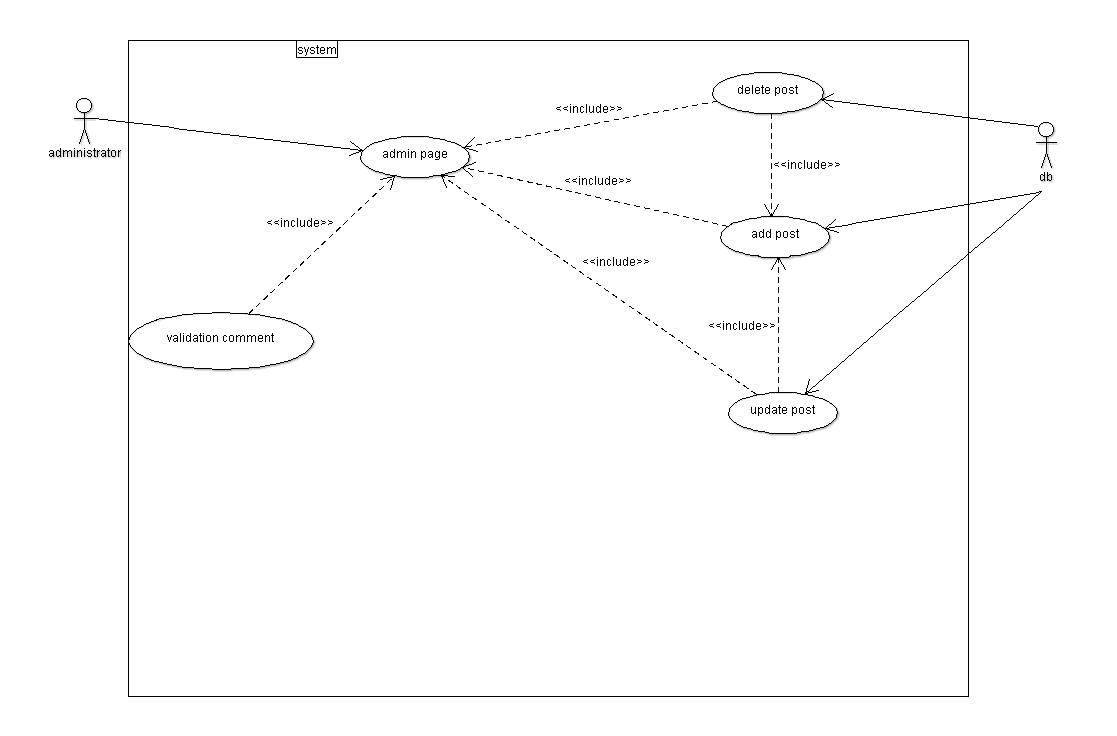 system
delete post
<<include>>
administrator
admin page
<<include>>
db
<<include>>
<<include>>
add post
<<include>>
<<include>>
validation comment
update post